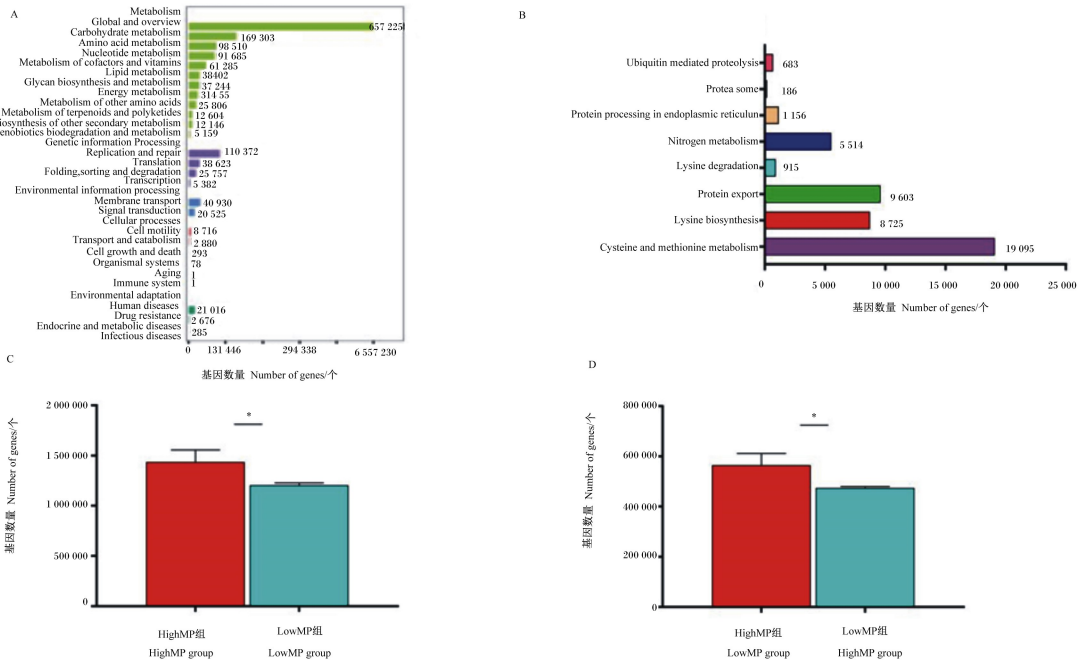 A
Metabolism
Global and overview
657 225
Carbohydrate metabolism
169 303
Amino acid metabolism
98 510
Nucleotide metabolism
91 685
Metabolism of cofactors and vitamins
61 285
Lipid metabolism
38402
Glycan biosynthesis and metabolism
37 244
Energy metabolism
314 55
Metabolism of other amino acids
25 806
Metabolism of terpenoids and polyketides
12 604
iosynthesis of other secondary metabolism
12 146
enobiotics biodegradation and metabolism
5 159
Genetic information Processing
Replication and repair
110 372
Translation
38 623
Folding,sorting and degradation
25 757
Transcription
5 382
Environmental information processing
Membrane transport
40 930
Signal transduction
20 525
Cellular processes
Cell motility
8 716
Transport and catabolism
2 880
Cell growth and death
293
Organismal systems
78
Aging
1
Immune system
1
Environmental adaptation
Human diseases
21 016
Drug resistance
2 676
Endocrine and metabolic diseases
285
Infectious diseases
0 131 446 294 338 6 557 230
基因数量 Number of genes/个
B
Ubiquitin mediated proteolysis
683
Protea some
186
Protein processing in endoplasmic reticulun
1 156
Nitrogen metabolism
5 514
Lysine degradation
915
Protein export
9 603
Lysine biosynthesis
8 725
Cysteine and methionine metabolism
19 095
0 5 000 10 000 15 000 20 000 25 000
基因数量 Number of genes/个
C
基因数量 Number of genes/个
2 000 000
1 500 000
1 000 000
500 000
0
*
HighMP组 LowMP组
HighMP group LowMP group
D
基因数量 Number of genes/个
800 000
600 000
400 000
200 000
0
*
HighMP组 LowMP组
LowMP group HighMP group